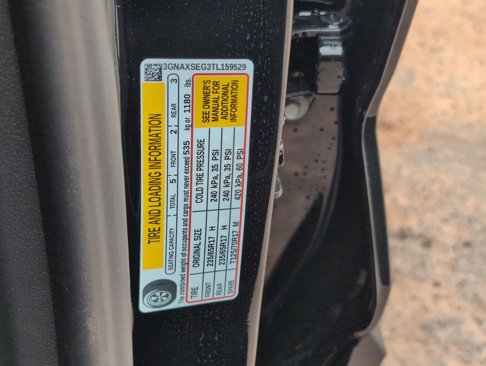 3GNAXSEG3TL159529
TIRE AND LOADING INFORMATION
SEATING CAPACITY TOTAL 5 FRONT 2 REAR 3
The combined weight of occupants and cargo must never exceed 535 kg or 1180 lbs.
TIRE ORIGINAL SIZE COLD TIRE PRESSURE
FRONT 235/65R17 H 240 kPa, 35 PSI
REAR 235/65R17 H 240 kPa, 35 PSI
SPARE T125/70R17 M 420 kPa, 60 PSI
SEE OWNER'S
MANUAL FOR
ADDITIONAL
INFORMATION